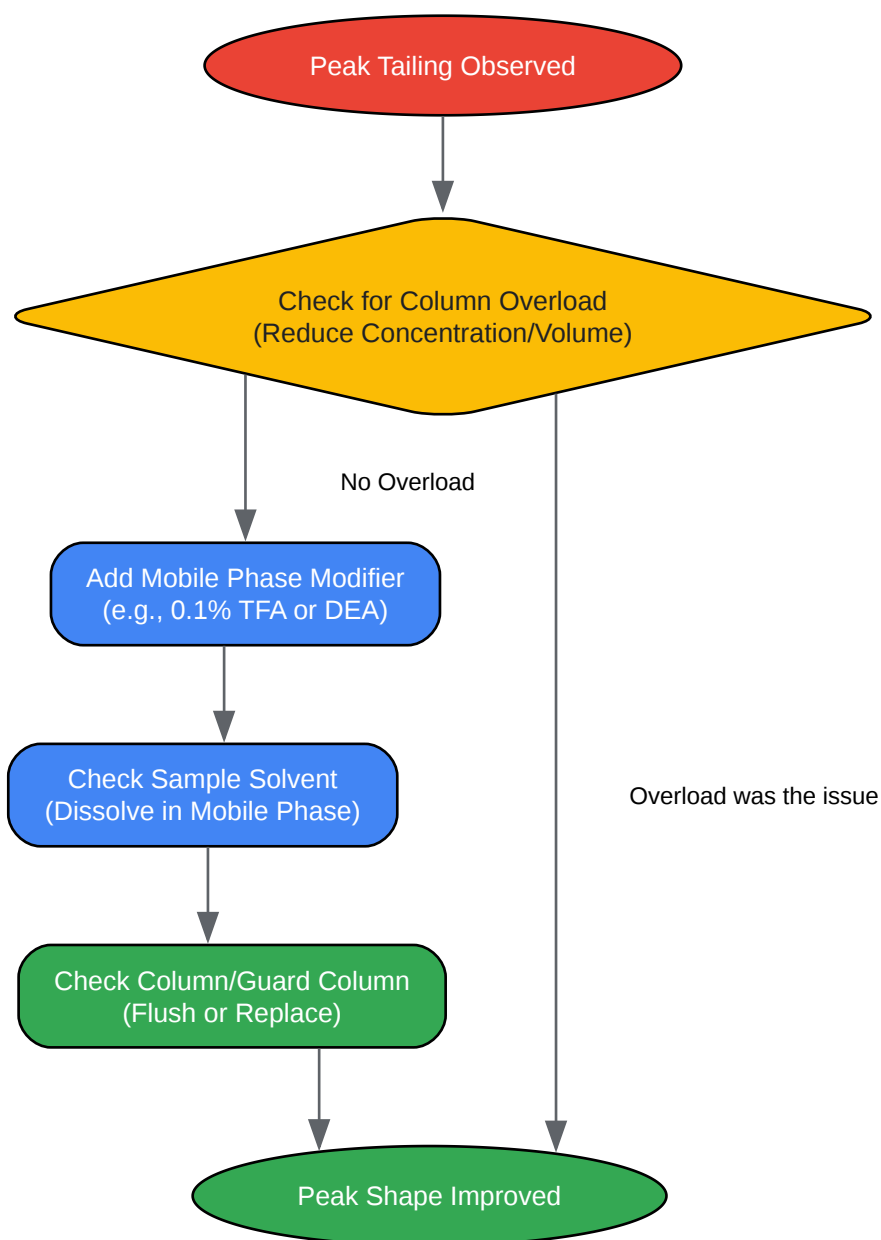 Peak Tailing Observed
Check for Column Overload
(Reduce Concentration/Volume)
No Overload
Add Mobile Phase Modifier
(e.g., 0.1% TFA or DEA)
Check Sample Solvent
(Dissolve in Mobile Phase)
Overload was the issue
Check Column/Guard Column
(Flush or Replace)
Peak Shape Improved